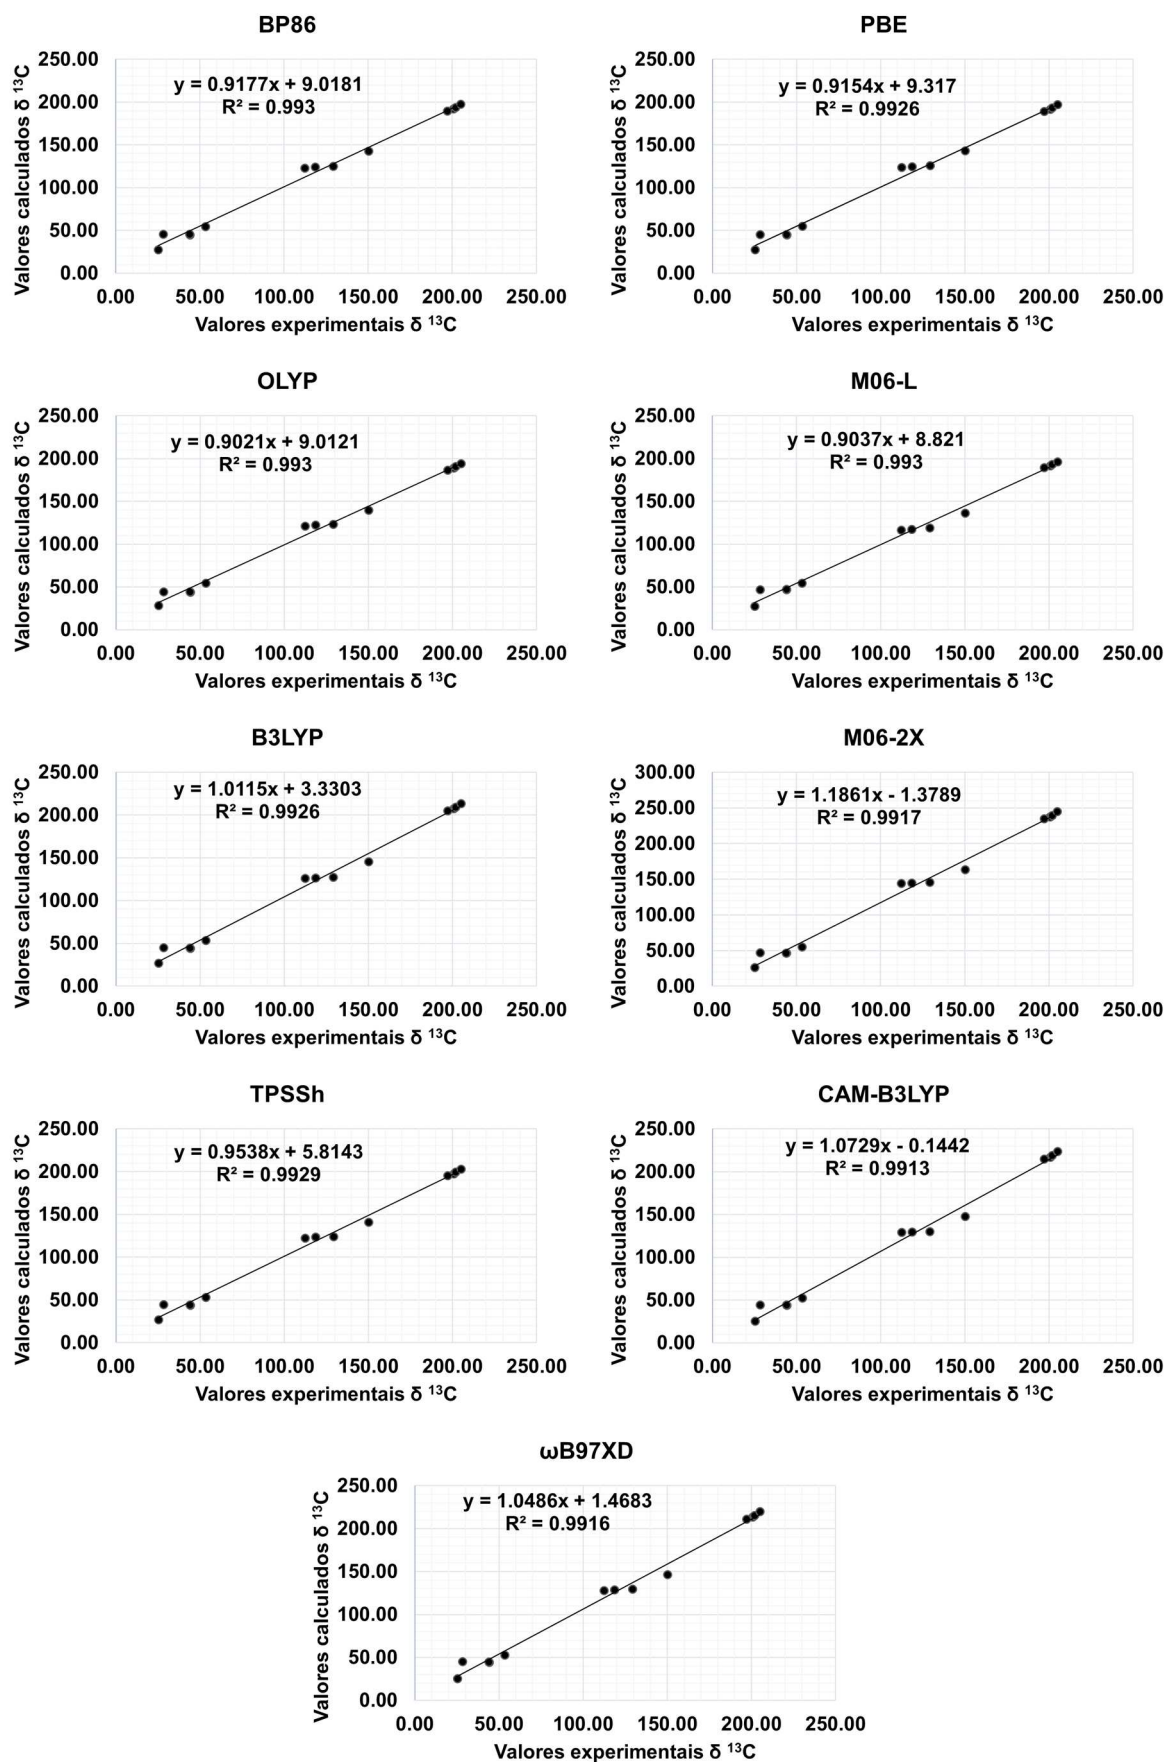 BP86
Valores calculados δ ¹³C
250.00
200.00
150.00
100.00
50.00
0.00
y = 0.9177x + 9.0181
R² = 0.993
0.00 50.00 100.00 150.00 200.00 250.00
Valores experimentais δ ¹³C
PBE
Valores calculados δ ¹³C
250.00
200.00
150.00
100.00
50.00
0.00
y = 0.9154x + 9.317
R² = 0.9926
0.00 50.00 100.00 150.00 200.00 250.00
Valores experimentais δ ¹³C
OLYP
Valores calculados δ ¹³C
250.00
200.00
150.00
100.00
50.00
0.00
y = 0.9021x + 9.0121
R² = 0.993
0.00 50.00 100.00 150.00 200.00 250.00
Valores experimentais δ ¹³C
M06-L
Valores calculados δ ¹³C
250.00
200.00
150.00
100.00
50.00
0.00
y = 0.9037x + 8.821
R² = 0.993
0.00 50.00 100.00 150.00 200.00 250.00
Valores experimentais δ ¹³C
B3LYP
Valores calculados δ ¹³C
250.00
200.00
150.00
100.00
50.00
0.00
y = 1.0115x + 3.3303
R² = 0.9926
0.00 50.00 100.00 150.00 200.00 250.00
Valores experimentais δ ¹³C
M06-2X
Valores calculados δ ¹³C
300.00
250.00
200.00
150.00
100.00
50.00
0.00
y = 1.1861x - 1.3789
R² = 0.9917
0.00 50.00 100.00 150.00 200.00 250.00
Valores experimentais δ ¹³C
TPSSh
Valores calculados δ ¹³C
250.00
200.00
150.00
100.00
50.00
0.00
y = 0.9538x + 5.8143
R² = 0.9929
0.00 50.00 100.00 150.00 200.00 250.00
Valores experimentais δ ¹³C
CAM-B3LYP
Valores calculados δ ¹³C
250.00
200.00
150.00
100.00
50.00
0.00
y = 1.0729x - 0.1442
R² = 0.9913
0.00 50.00 100.00 150.00 200.00 250.00
Valores experimentais δ ¹³C
ωB97XD
Valores calculados δ ¹³C
250.00
200.00
150.00
100.00
50.00
0.00
y = 1.0486x + 1.4683
R² = 0.9916
0.00 50.00 100.00 150.00 200.00 250.00
Valores experimentais δ ¹³C